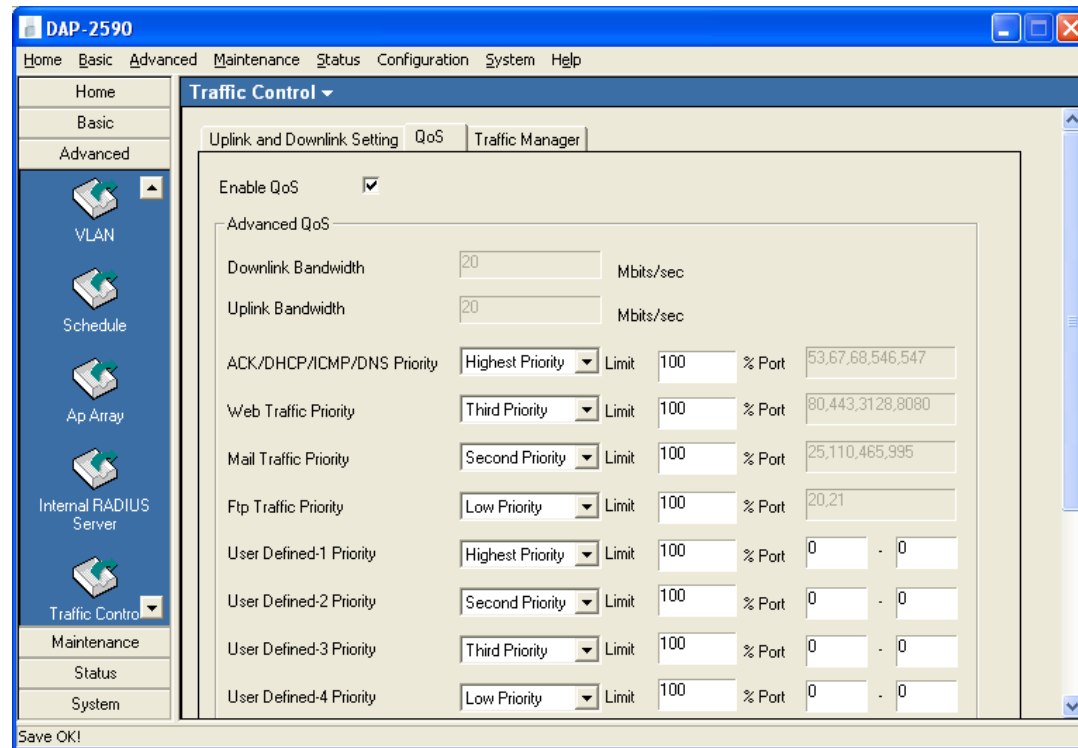 DAP-2590
Home Basic Advanced Maintenance Status Configuration System Help
Home
Basic
Advanced
VLAN
Schedule
Ap Array
Internal RADIUS
Server
Traffic Contro
Maintenance
Status
System
Traffic Control
Uplink and Downlink Setting QoS Traffic Manager
Enable QoS
Advanced QoS
Downlink Bandwidth 20 Mbits/sec
Uplink Bandwidth 20 Mbits/sec
ACK/DHCP/ICMP/DNS Priority Highest Priority Limit 100 % Port 53,67,68,546,547
Web Traffic Priority Third Priority Limit 100 % Port 80,443,3128,8080
Mail Traffic Priority Second Priority Limit 100 % Port 25,110,465,995
Ftp Traffic Priority Low Priority Limit 100 % Port 20,21
User Defined-1 Priority Highest Priority Limit 100 % Port 0 - 0
User Defined-2 Priority Second Priority Limit 100 % Port 0 - 0
User Defined-3 Priority Third Priority Limit 100 % Port 0 - 0
User Defined-4 Priority Low Priority Limit 100 % Port 0 - 0
Save OK!